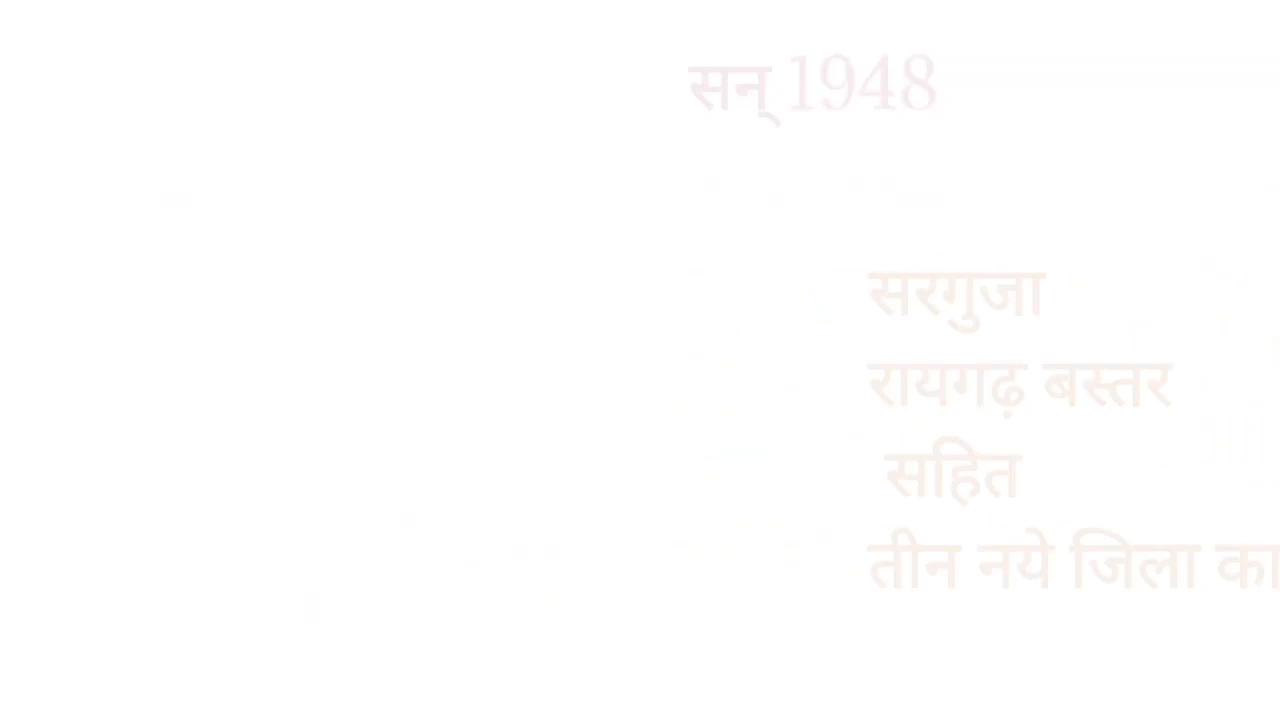 सन् 1948
सरगुजा
रायगढ़ बस्तर
सहित
तीन नये जिला का